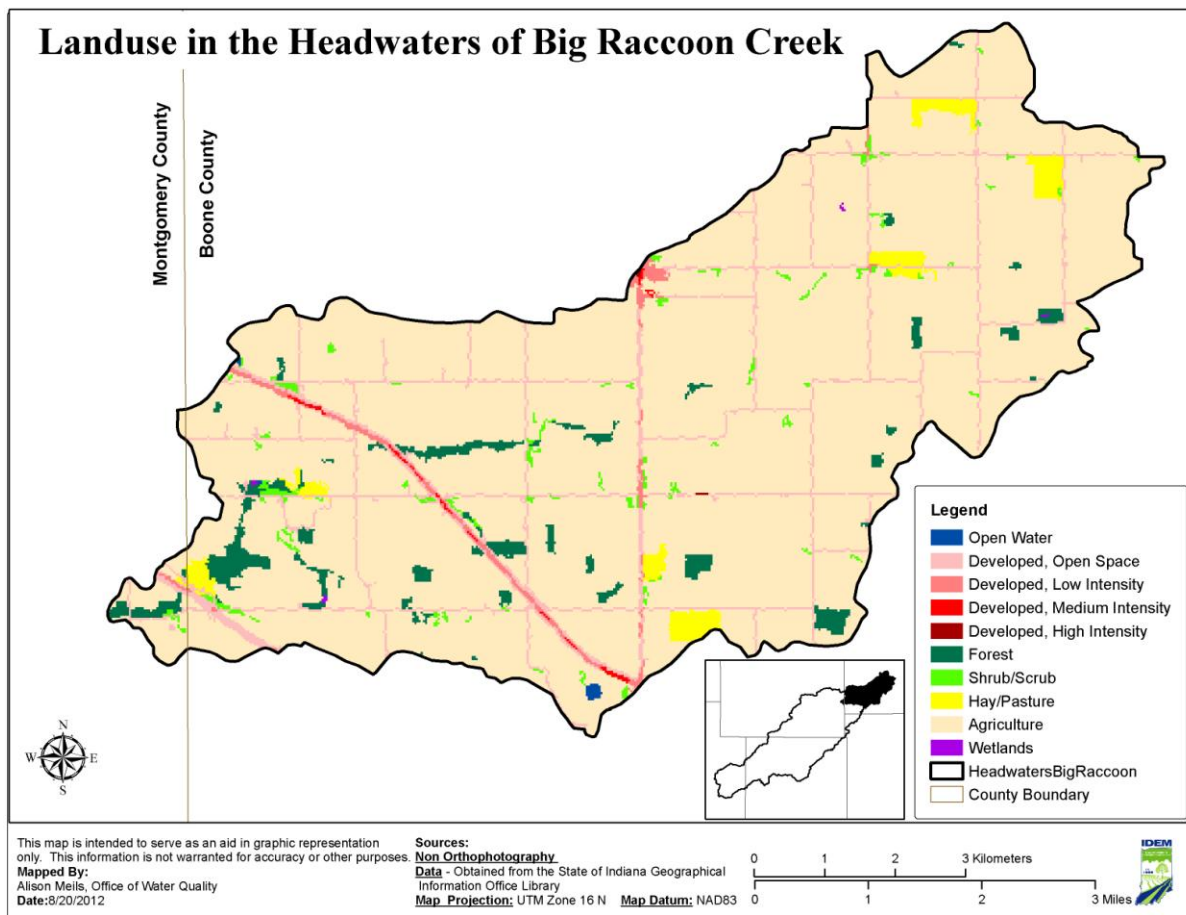 Landuse in the Headwaters of Big Raccoon Creek
Montgomery County
Boone County
Legend
Open Water
Developed, Open Space
Developed, Low Intensity
Developed, Medium Intensity
Developed, High Intensity
Forest
Shrub/Scrub
Hay/Pasture
Agriculture
Wetlands
HeadwatersBigRaccoon
County Boundary
N
W E
S
This map is intended to serve as an aid in graphic representation
only. This information is not warranted for accuracy or other purposes.
Mapped By:
Alison Meils, Office of Water Quality
Date:8/20/2012
Sources:
Non Orthophotography
Data - Obtained from the State of Indiana Geographical
Information Office Library
Map Projection: UTM Zone 16 N Map Datum: NAD83
0 1 2 3 Kilometers
0 1 2 3 Miles
IDEM